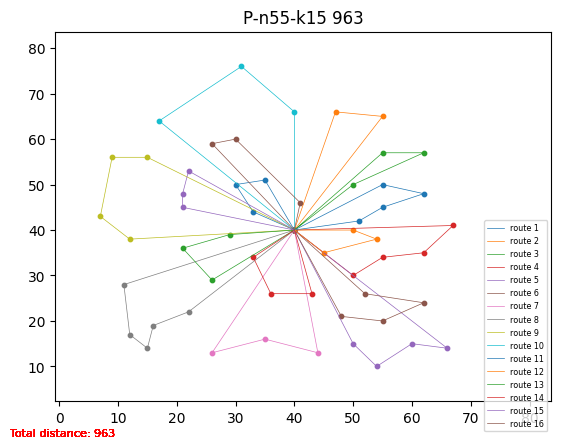 P-n55-k15 963
80
70
60
50
40
30
20
10
0 10 20 30 40 50 60 70 80
route 1
route 2
route 3
route 4
route 5
route 6
route 7
route 8
route 9
route 10
route 11
route 12
route 13
route 14
route 15
route 16
Total distance: 963